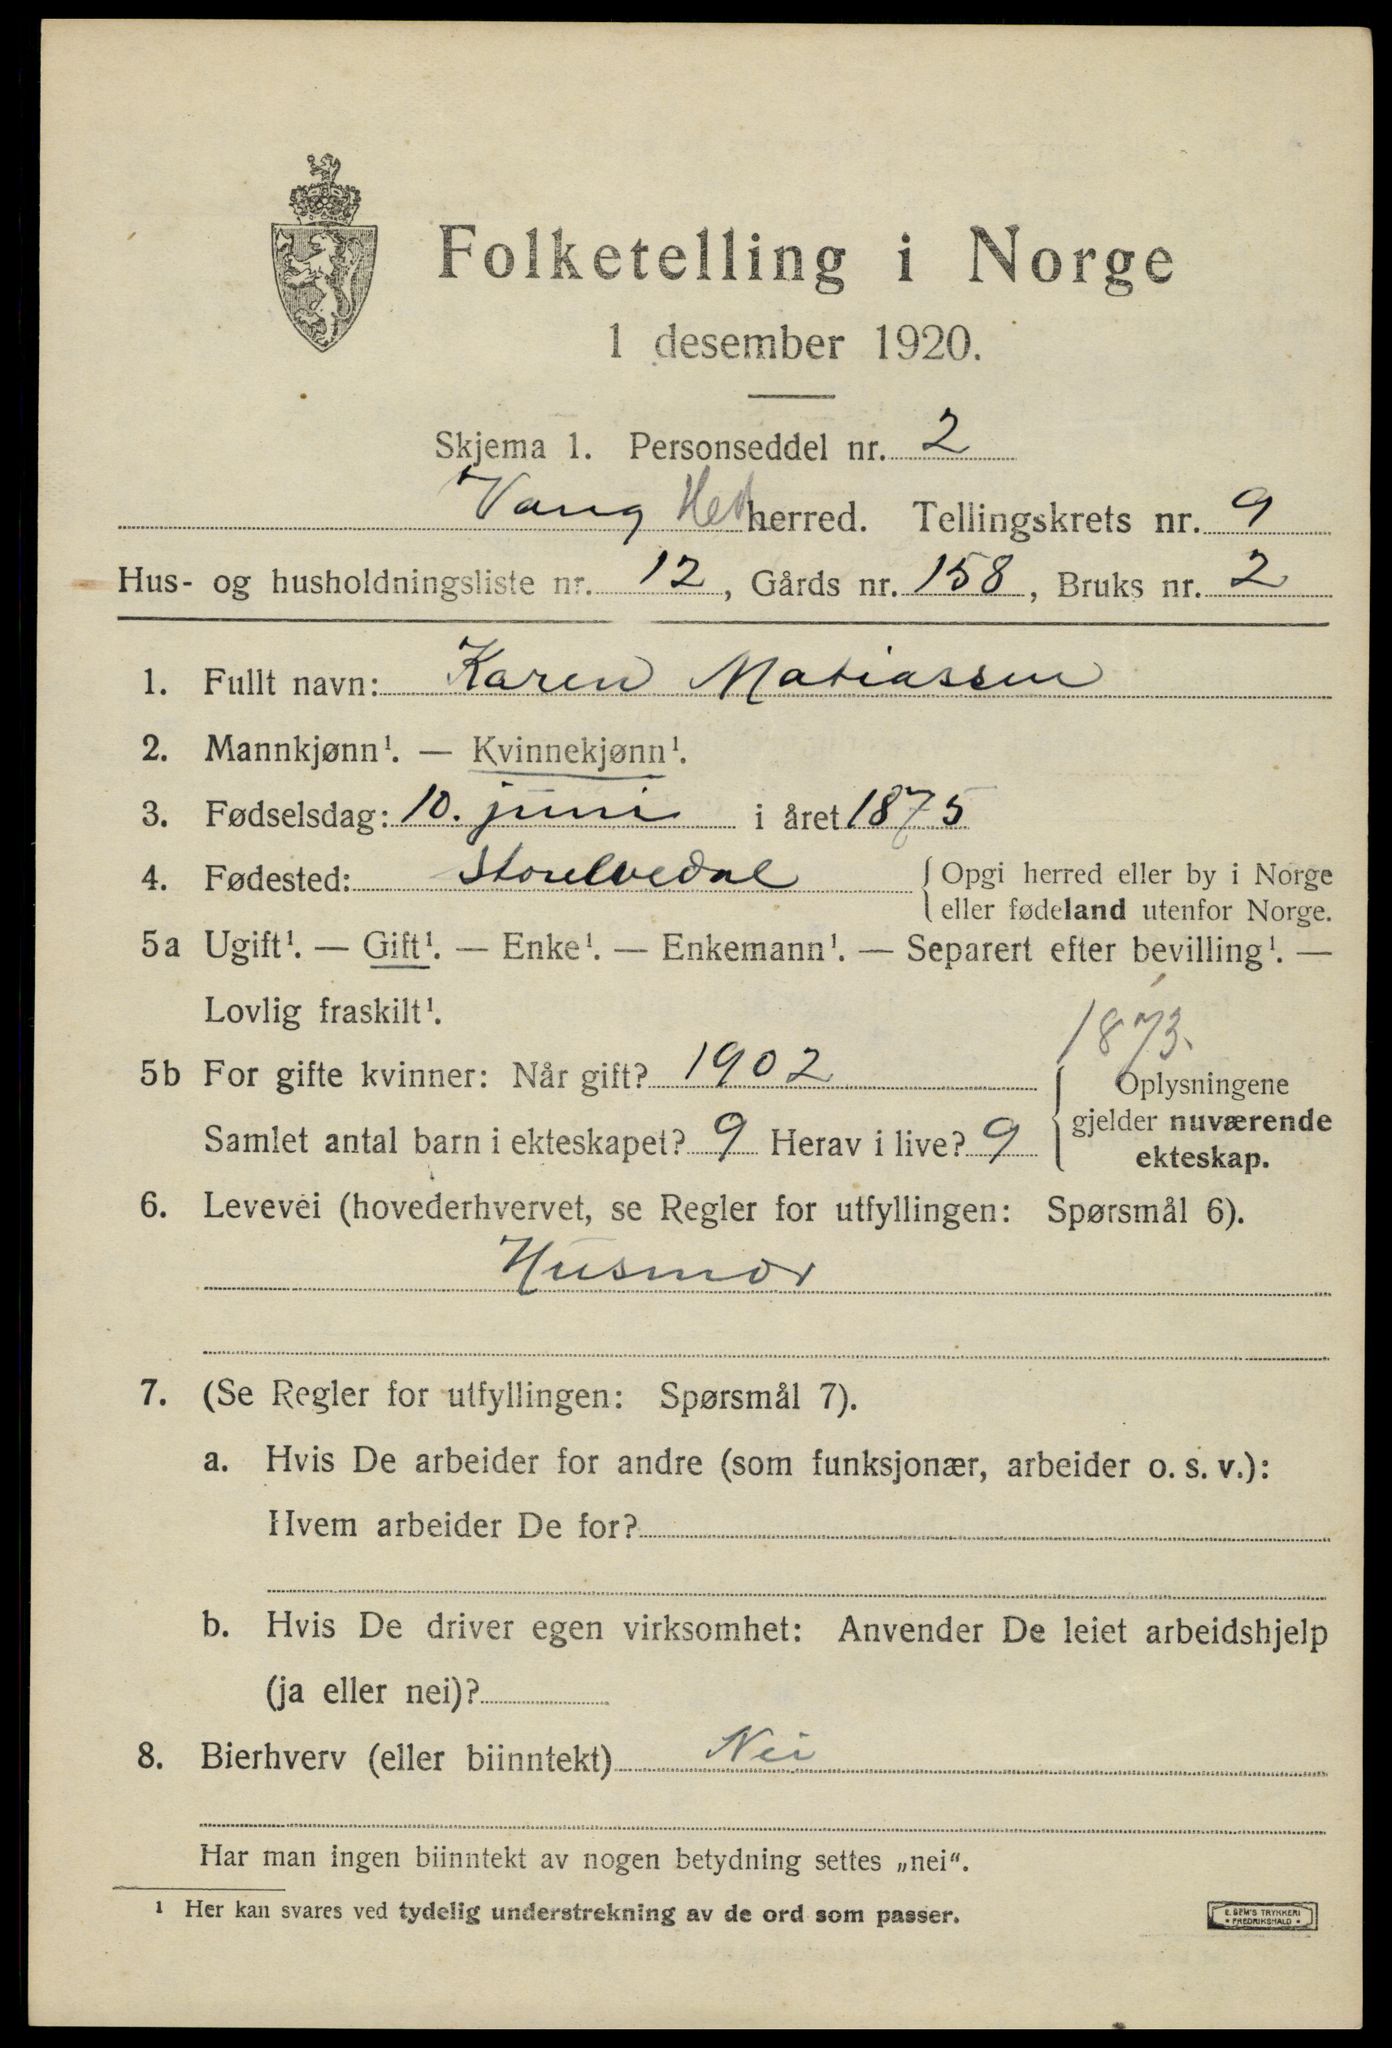 Folketelling i Norge
1 desember 1920.
Skjema 1. Personseddel nr. 2
Vang Hed herred. Tellingskrets nr. 9
Hus- og husholdningsliste nr. 12, Gårds nr. 158, Bruks nr. 2
1. Fullt navn: Karen Matiassen
2. Mannkjønn¹. — Kvinnekjønn¹.
3. Fødselsdag: 10. juni i året 1875
4. Fødested: Storelvedal { Opgi herred eller by i Norge
eller fødeland utenfor Norge.
5a Ugift¹. — Gift¹. — Enke¹. — Enkemann¹. — Separert efter bevilling¹. —
Lovlig fraskilt¹.
1873.
5b For gifte kvinner: Når gift? 1902 { Oplysningene
gjelder nuværende
ekteskap.
Samlet antal barn i ekteskapet? 9 Herav i live? 9
6. Levevei (hovederhvervet, se Regler for utfyllingen: Spørsmål 6).
Husmor
7. (Se Regler for utfyllingen: Spørsmål 7).
a. Hvis De arbeider for andre (som funksjonær, arbeider o. s. v.):
Hvem arbeider De for?
b. Hvis De driver egen virksomhet: Anvender De leiet arbeidshjelp
(ja eller nei)?
8. Bierhverv (eller biinntekt) Nei
Har man ingen biinntekt av nogen betydning settes „nei“.
¹ Her kan svares ved tydelig understrekning av de ord som passer.
E. SEM'S TRYKKERI
FREDRIKSHALD